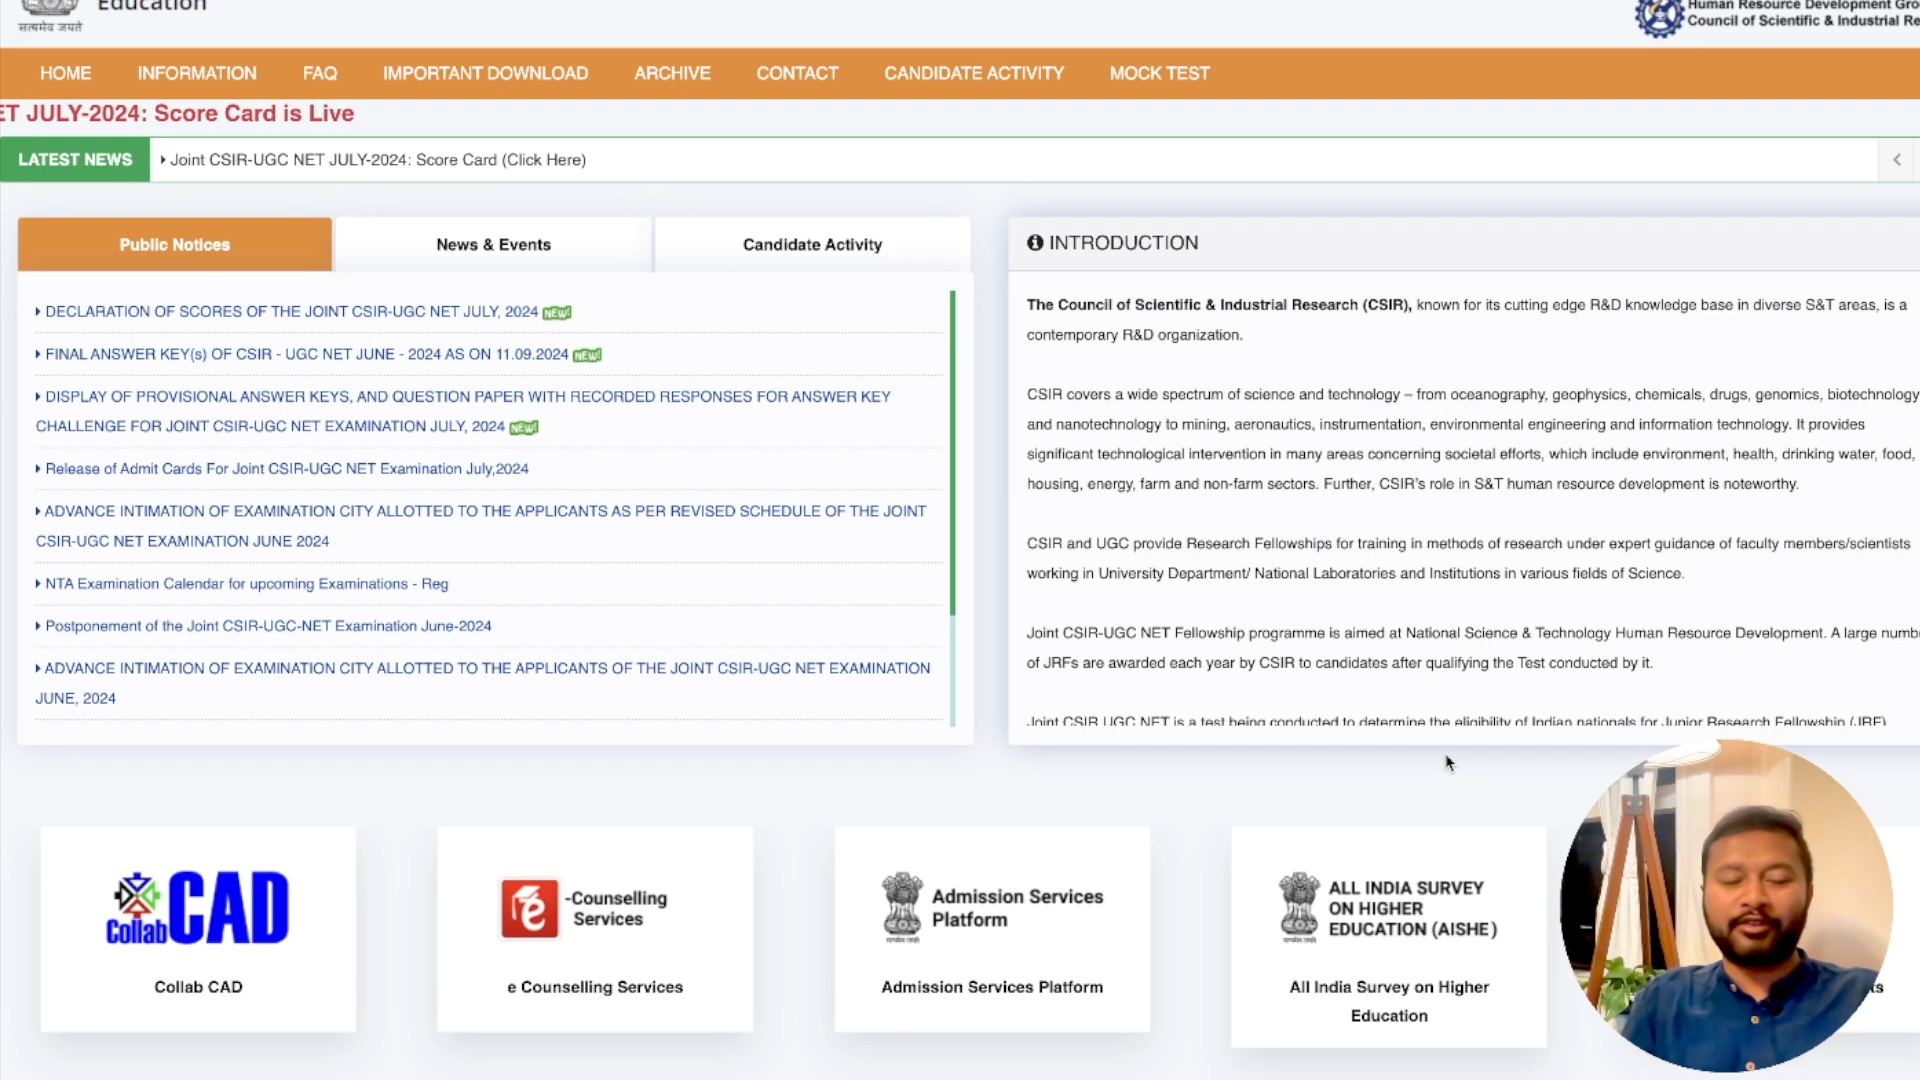 Education
सत्यमेव जयते
Human Resource Development Gro
Council of Scientific & Industrial Re
HOME INFORMATION FAQ IMPORTANT DOWNLOAD ARCHIVE CONTACT CANDIDATE ACTIVITY MOCK TEST
ET JULY-2024: Score Card is Live
LATEST NEWS Joint CSIR-UGC NET JULY-2024: Score Card (Click Here)
Public Notices News & Events Candidate Activity
DECLARATION OF SCORES OF THE JOINT CSIR-UGC NET JULY, 2024 NEW!
FINAL ANSWER KEY(s) OF CSIR - UGC NET JUNE - 2024 AS ON 11.09.2024 NEW!
DISPLAY OF PROVISIONAL ANSWER KEYS, AND QUESTION PAPER WITH RECORDED RESPONSES FOR ANSWER KEY
CHALLENGE FOR JOINT CSIR-UGC NET EXAMINATION JULY, 2024 NEW!
Release of Admit Cards For Joint CSIR-UGC NET Examination July,2024
ADVANCE INTIMATION OF EXAMINATION CITY ALLOTTED TO THE APPLICANTS AS PER REVISED SCHEDULE OF THE JOINT
CSIR-UGC NET EXAMINATION JUNE 2024
NTA Examination Calendar for upcoming Examinations - Reg
Postponement of the Joint CSIR-UGC-NET Examination June-2024
ADVANCE INTIMATION OF EXAMINATION CITY ALLOTTED TO THE APPLICANTS OF THE JOINT CSIR-UGC NET EXAMINATION
JUNE, 2024
INTRODUCTION
The Council of Scientific & Industrial Research (CSIR), known for its cutting edge R&D knowledge base in diverse S&T areas, is a
contemporary R&D organization.
CSIR covers a wide spectrum of science and technology – from oceanography, geophysics, chemicals, drugs, genomics, biotechnology
and nanotechnology to mining, aeronautics, instrumentation, environmental engineering and information technology. It provides
significant technological intervention in many areas concerning societal efforts, which include environment, health, drinking water, food,
housing, energy, farm and non-farm sectors. Further, CSIR's role in S&T human resource development is noteworthy.
CSIR and UGC provide Research Fellowships for training in methods of research under expert guidance of faculty members/scientists
working in University Department/ National Laboratories and Institutions in various fields of Science.
Joint CSIR-UGC NET Fellowship programme is aimed at National Science & Technology Human Resource Development. A large numb
of JRFs are awarded each year by CSIR to candidates after qualifying the Test conducted by it.
Joint CSIR UGC NET is a test being conducted to determine the eligibility of Indian nationals for Junior Research Fellowship (JRF)
CollabCAD
Collab CAD
e-Counselling
Services
e Counselling Services
Admission Services
Platform
Admission Services Platform
ALL INDIA SURVEY
ON HIGHER
EDUCATION (AISHE)
All India Survey on Higher
Education
ts